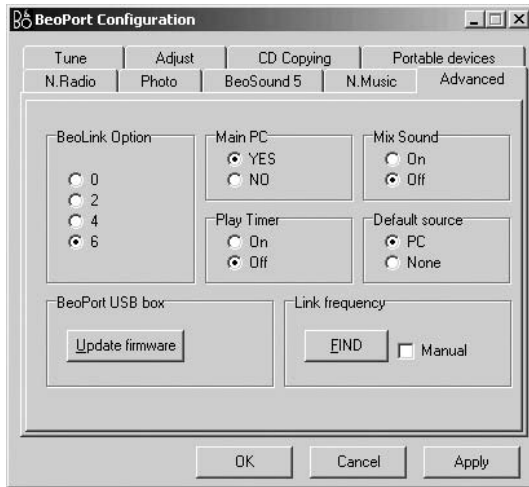 BeoPort Configuration
Tune Adjust CD Copying Portable devices
N.Radio Photo BeoSound 5 N.Music Advanced
BeoLink Option
0
2
4
6
Main PC
YES
NO
Mix Sound
On
Off
Play Timer
On
Off
Default source
PC
None
BeoPort USB box
Update firmware
Link frequency
FIND
Manual
OK Cancel Apply